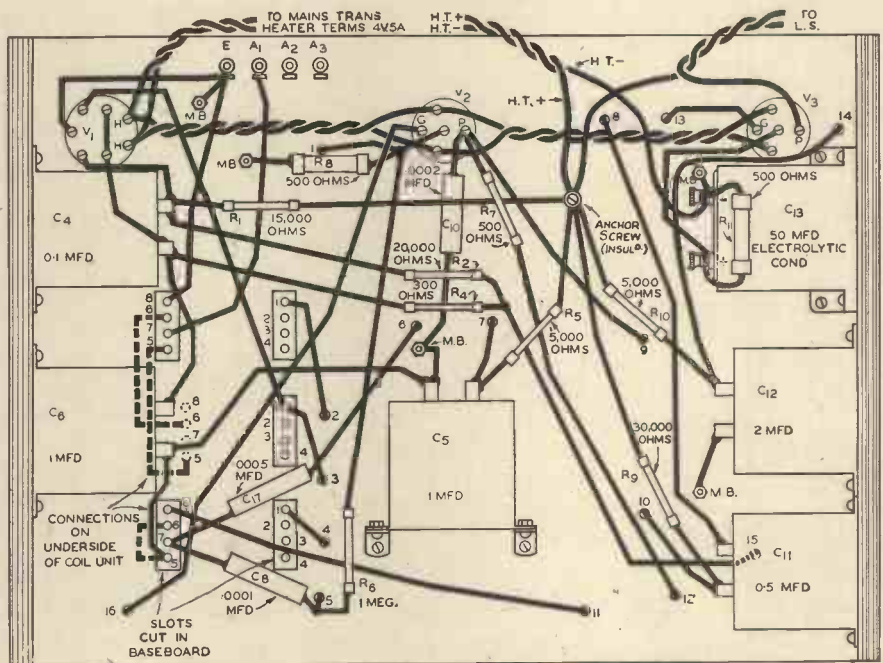 TO MAINS TRANS
HEATER TERMS 4V.5A
H.T.+
H.T.-
TO
L.S.
E A1 A2 A3
H.T.-
H.T.+
V1
H
H
M.B.
V2
G P
V3
G P
8
13
14
1
M.B.
R8
500 OHMS
.0002
MFD
C10
R7
500
OHMS
M.B.
500 OHMS
R11
C13
50 MFD
ELECTROLYTIC
COND
C4
0.1 MFD
R1
15,000
OHMS
ANCHOR
SCREW
(INSULD.)
20,000
OHMS
R2
300
OHMS
R4
R5
5,000
OHMS
5,000
OHMS
R10
9
8
6
7
5
1
2
3
4
6
M.B.
7
C6
1 MFD
8
6
7
5
2
3
4
2
3
C5
1 MFD
C12
2 MFD
M.B.
30,000
OHMS
R9
10
.0005
MFD
C17
CONNECTIONS
ON
UNDERSIDE
OF COIL UNIT
6
7
5
1
2
3
4
4
15
C11
0.5 MFD
C8
.0001
MFD
R6
1 MEG.
5
16
11
12
SLOTS
CUT IN
BASEBOARD